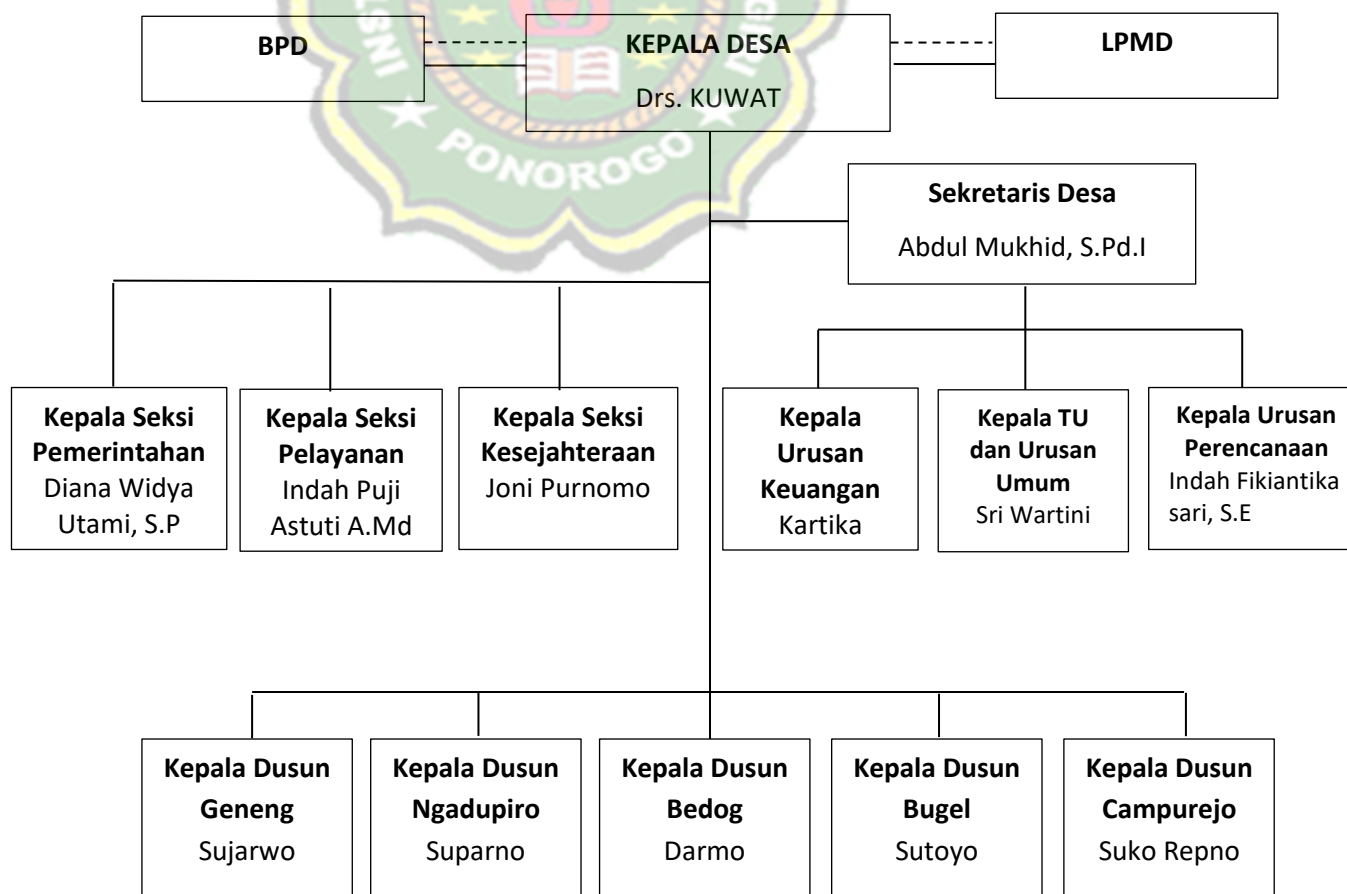 BPD
KEPALA DESA
Drs. KUWAT
LPMD
PONOROGO
Sekretaris Desa
Abdul Mukhid, S.Pd.I
Kepala Seksi
Pemerintahan
Diana Widya
Utami, S.P
Kepala Seksi
Pelayanan
Indah Puji
Astuti A.Md
Kepala Seksi
Kesejahteraan
Joni Purnomo
Kepala
Urusan
Keuangan
Kartika
Kepala TU
dan Urusan
Umum
Sri Wartini
Kepala Urusan
Perencanaan
Indah Fikiantika
sari, S.E
Kepala Dusun
Geneng
Sujarwo
Kepala Dusun
Ngadupiro
Suparno
Kepala Dusun
Bedog
Darmo
Kepala Dusun
Bugel
Sutoyo
Kepala Dusun
Campurejo
Suko Repno